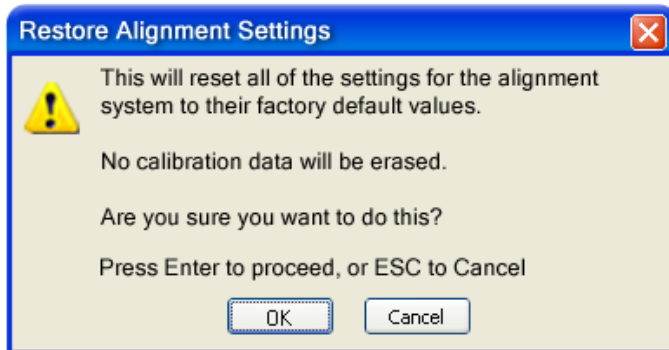 Restore Alignment Settings
This will reset all of the settings for the alignment
system to their factory default values.
No calibration data will be erased.
Are you sure you want to do this?
Press Enter to proceed, or ESC to Cancel
OK
Cancel